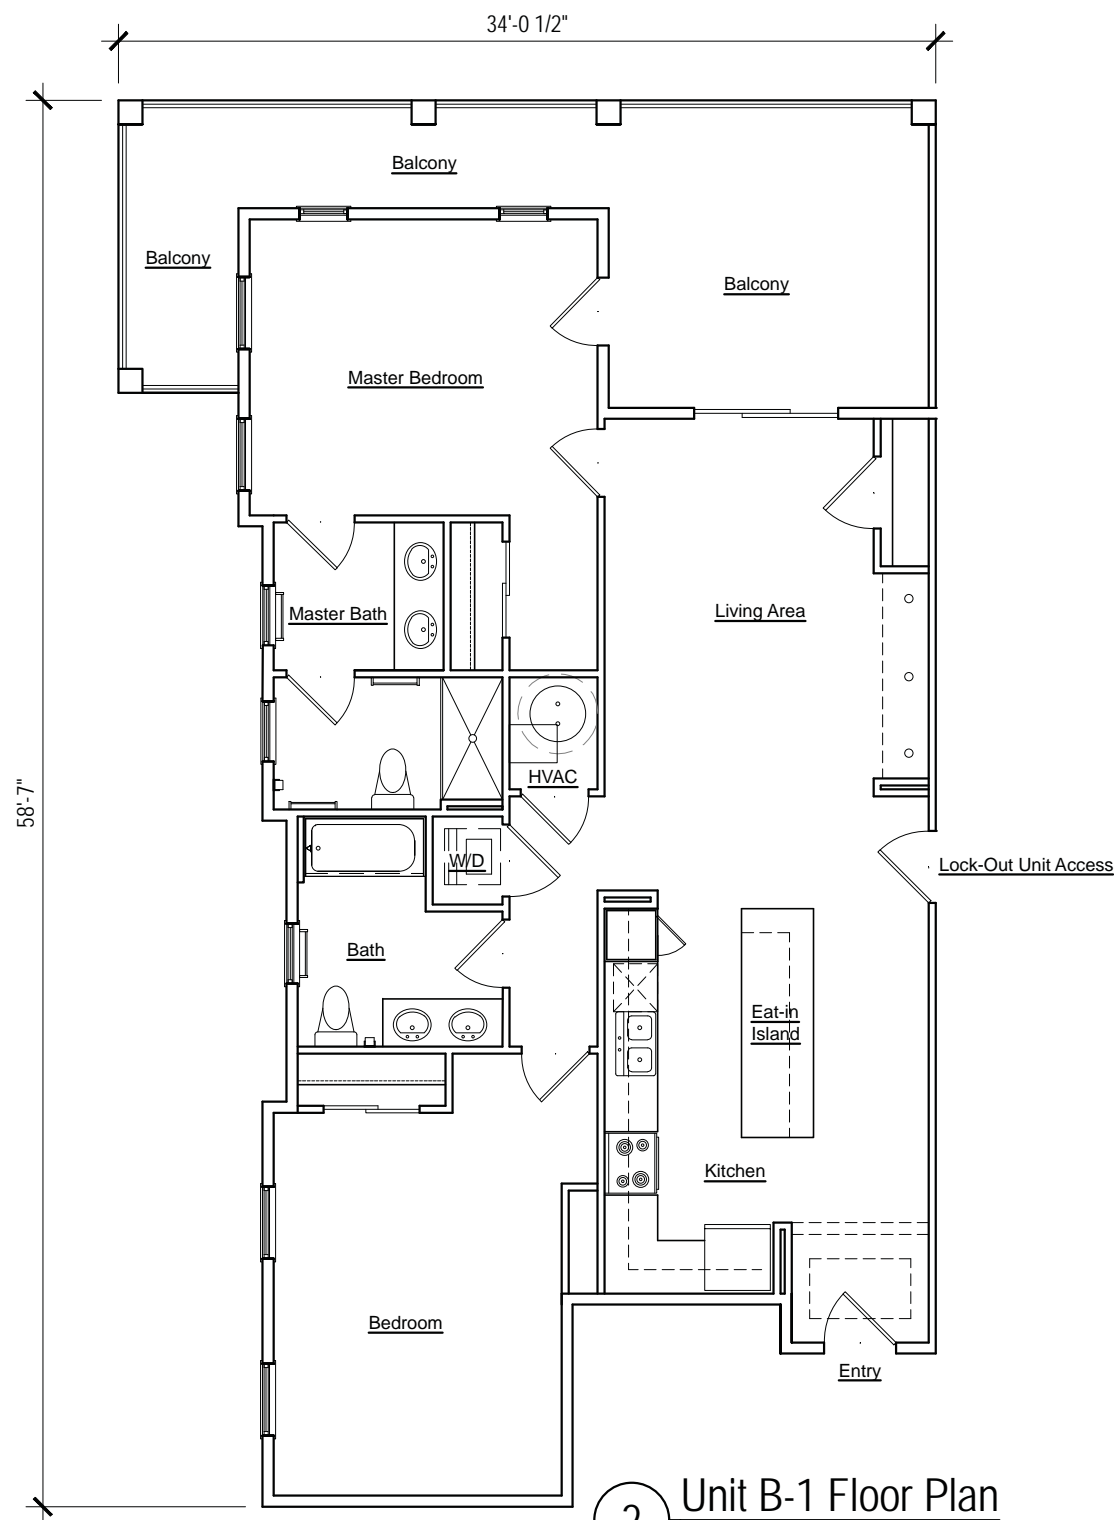 34'-0 1/2"
Balcony
Balcony
Balcony
Master Bedroom
Living Area
Master Bath
HVAC
58'-7"
W/D
Lock-Out Unit Access
Bath
Eat-in
Island
Kitchen
Bedroom
Entry
2
Unit B-1 Floor Plan